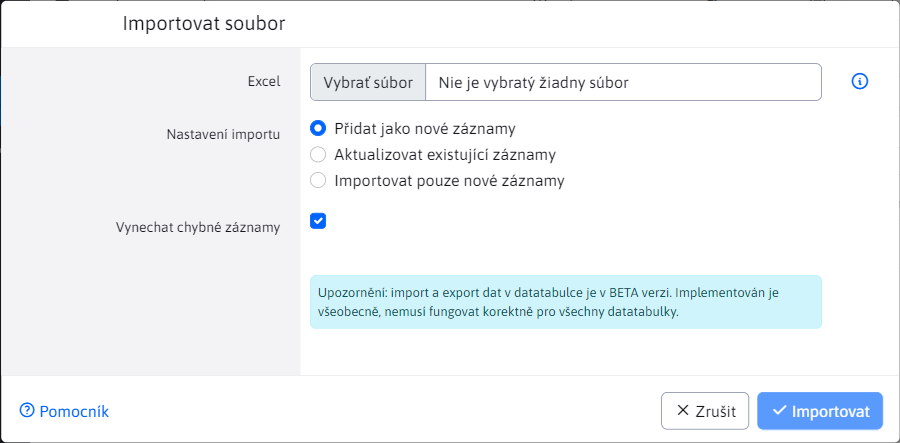 Importovat soubor
Excel
Vybrať súbor Nie je vybratý žiadny súbor
Nastavení importu
Přidat jako nové záznamy
Aktualizovat existující záznamy
Importovat pouze nové záznamy
Vynechat chybné záznamy
Upozornění: import a export dat v datatabulce je v BETA verzi. Implementován je
všeobecně, nemusí fungovat korektně pro všechny datatabulky.
Pomocník
Zrušit
Importovat